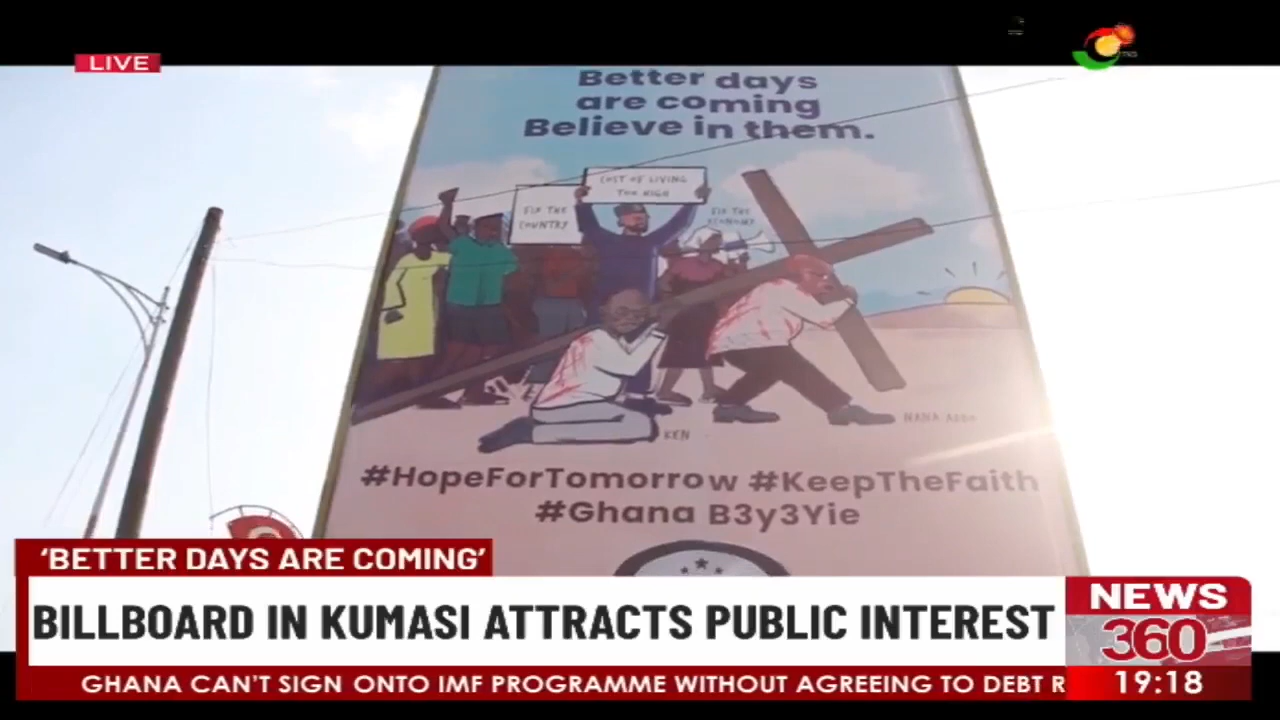 LIVE
Better days
are coming
Believe in them.
COST OF LIVING
TOO HIGH
FIX THE
COUNTRY
FIX THE
ECONOMY
KEN
NANA ADDO
#HopeForTomorrow #KeepTheFaith
#Ghana B3y3Yie
'BETTER DAYS ARE COMING'
BILLBOARD IN KUMASI ATTRACTS PUBLIC INTEREST
NEWS
360
GHANA CAN'T SIGN ONTO IMF PROGRAMME WITHOUT AGREEING TO DEBT R
19:18